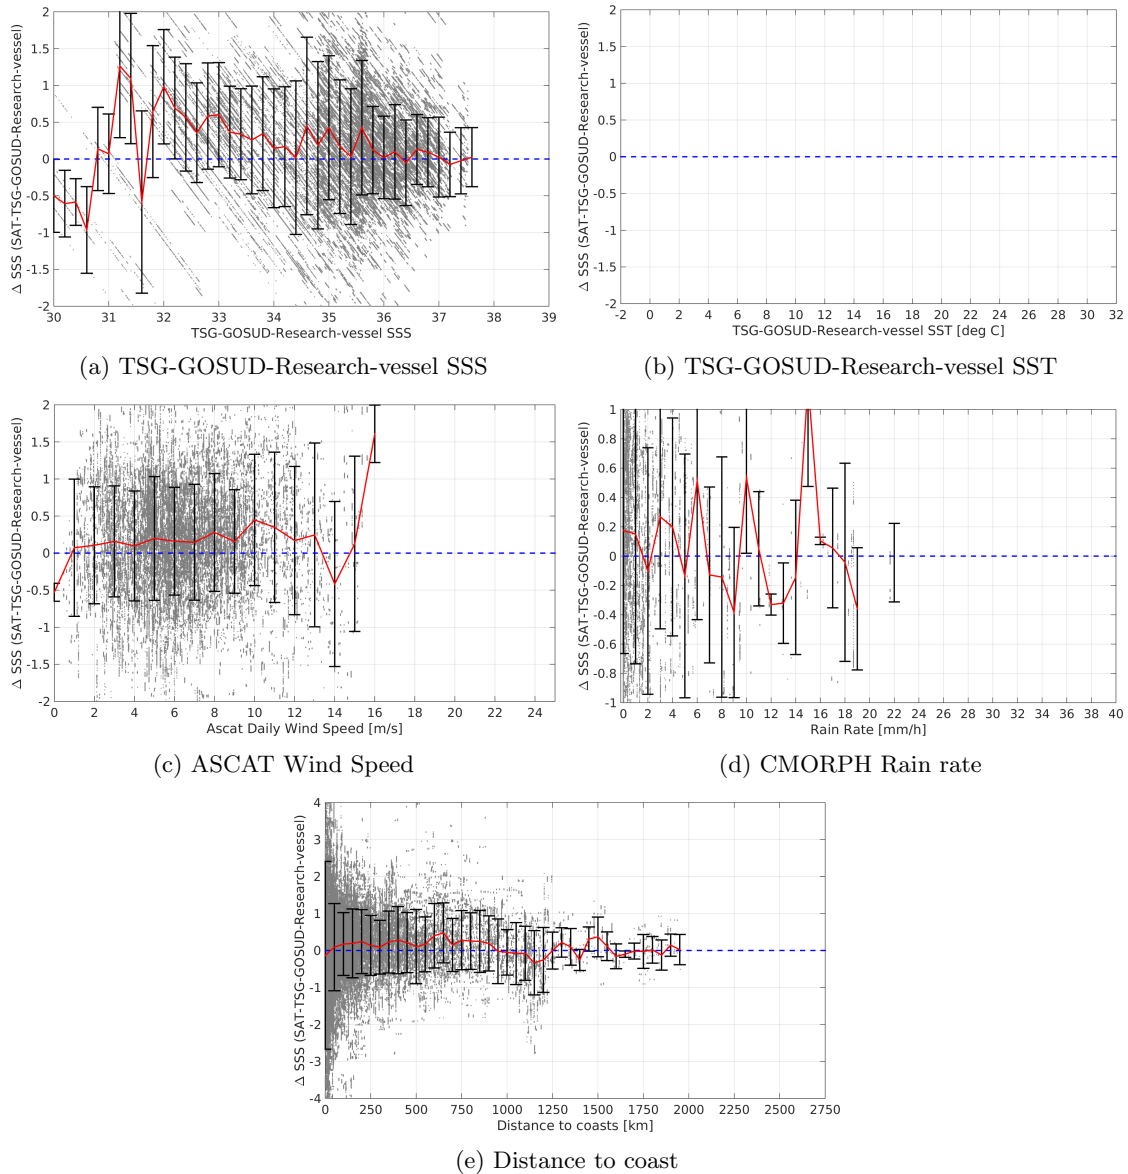 Δ SSS (SAT-TSG-GOSUD-Research-vessel)
2
1.5
1
0.5
0
-0.5
-1
-1.5
-2
30 31 32 33 34 35 36 37 38 39
TSG-GOSUD-Research-vessel SSS
(a) TSG-GOSUD-Research-vessel SSS
Δ SSS (SAT-TSG-GOSUD-Research-vessel)
2
1.5
1
0.5
0
-0.5
-1
-1.5
-2
-2 0 2 4 6 8 10 12 14 16 18 20 22 24 26 28 30 32
TSG-GOSUD-Research-vessel SST [deg C]
(b) TSG-GOSUD-Research-vessel SST
Δ SSS (SAT-TSG-GOSUD-Research-vessel)
2
1.5
1
0.5
0
-0.5
-1
-1.5
-2
0 2 4 6 8 10 12 14 16 18 20 22 24
Ascat Daily Wind Speed [m/s]
(c) ASCAT Wind Speed
Δ SSS (SAT-TSG-GOSUD-Research-vessel)
1
0.8
0.6
0.4
0.2
0
-0.2
-0.4
-0.6
-0.8
-1
0 2 4 6 8 10 12 14 16 18 20 22 24 26 28 30 32 34 36 38 40
Rain Rate [mm/h]
(d) CMORPH Rain rate
Δ SSS (SAT-TSG-GOSUD-Research-vessel)
4
3
2
1
0
-1
-2
-3
-4
0 250 500 750 1000 1250 1500 1750 2000 2250 2500 2750
Distance to coasts [km]
(e) Distance to coast